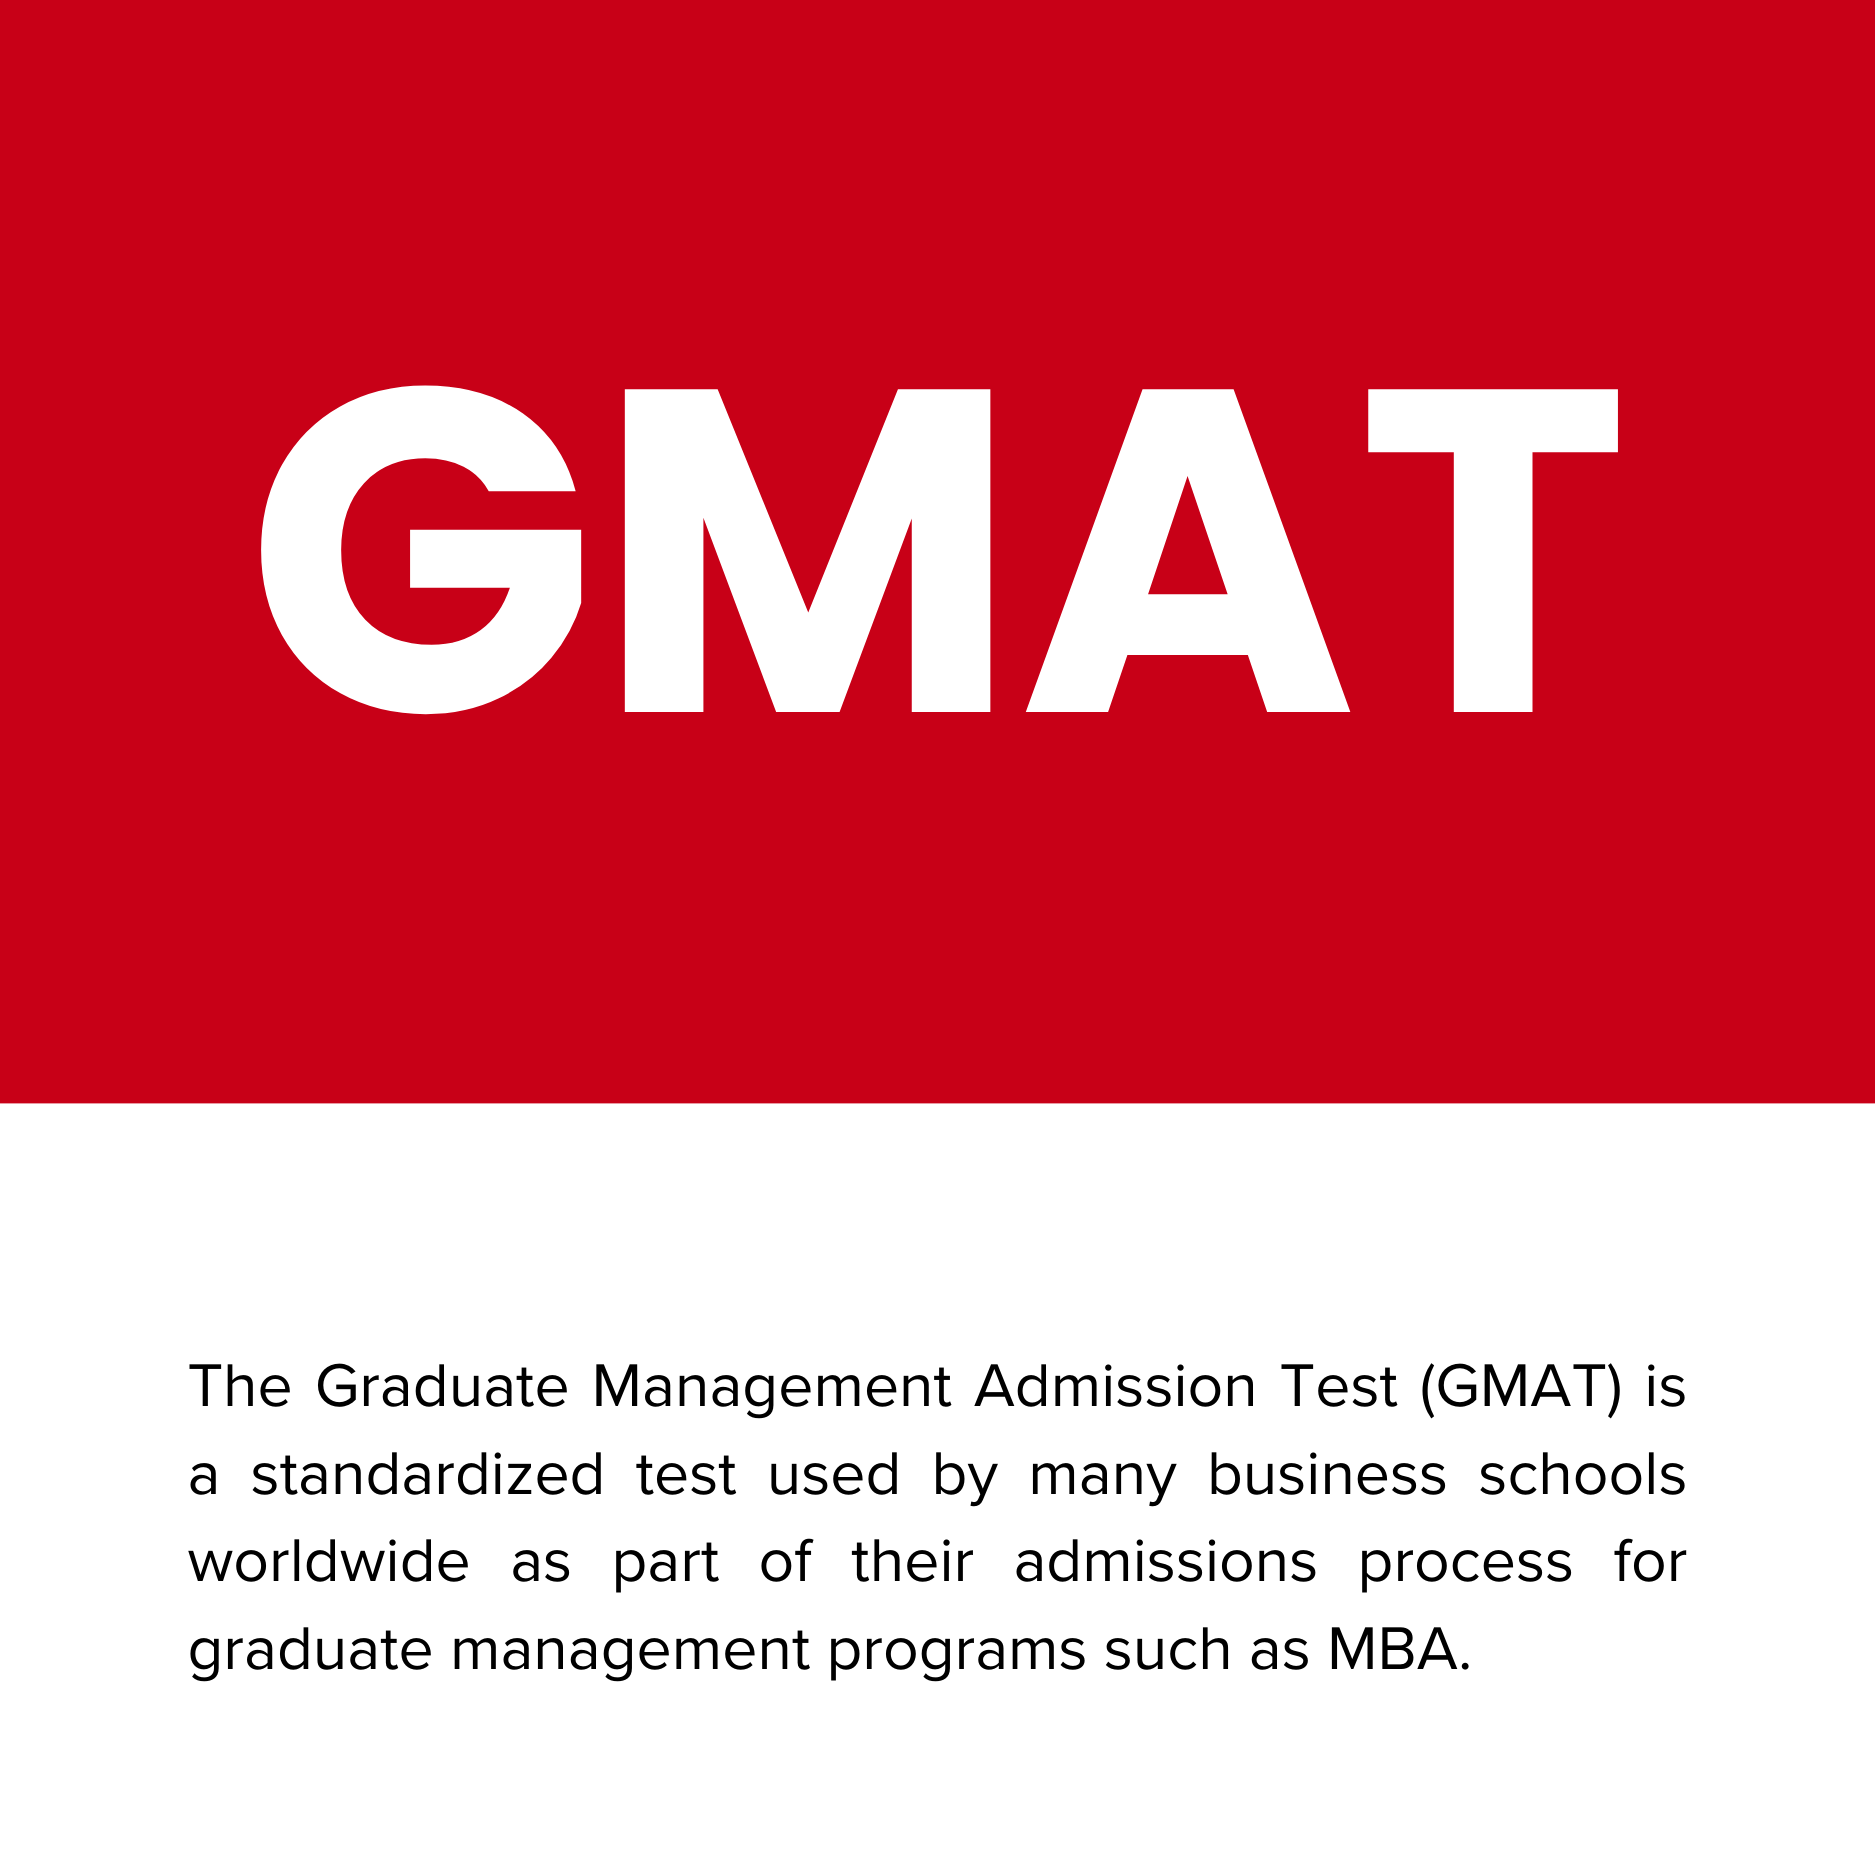 GMAT
The Graduate Management Admission Test (GMAT) is
a standardized test used by many business schools
worldwide as part of their admissions process for
graduate management programs such as MBA.